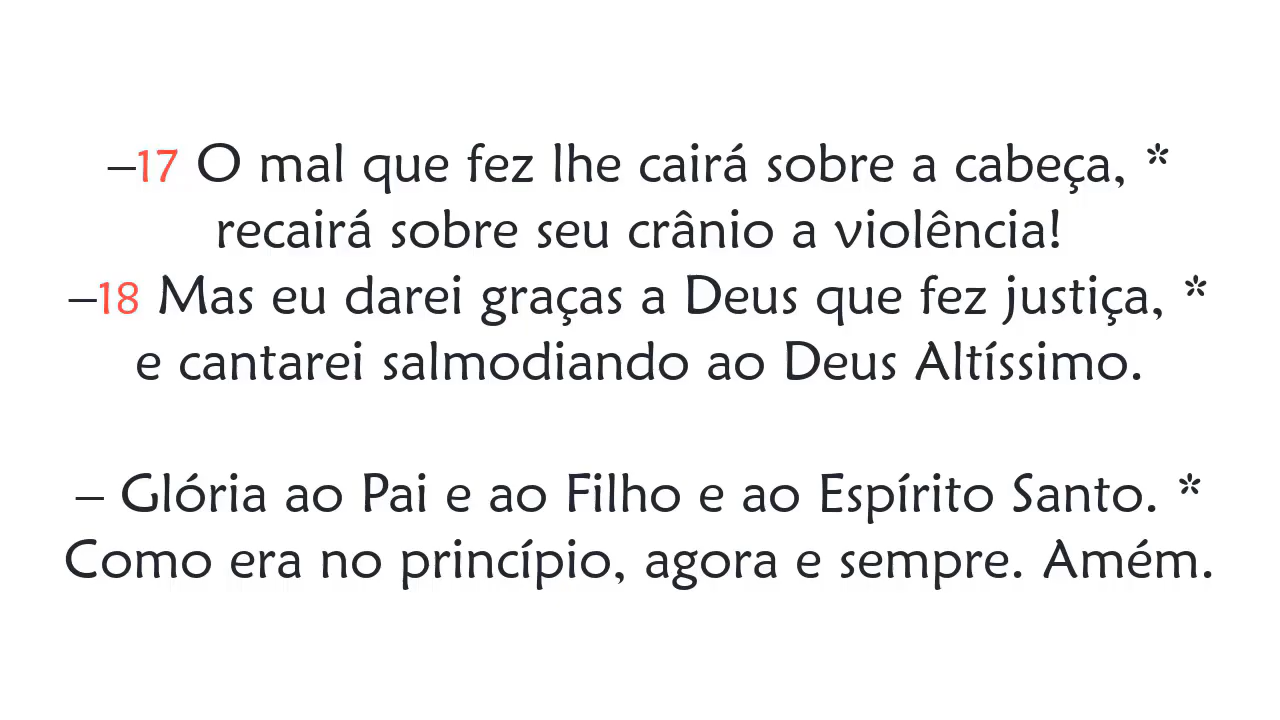 –17 O mal que fez lhe cairá sobre a cabeça, *
recairá sobre seu crânio a violência!
–18 Mas eu darei graças a Deus que fez justiça, *
e cantarei salmodiando ao Deus Altíssimo.
– Glória ao Pai e ao Filho e ao Espírito Santo. *
Como era no princípio, agora e sempre. Amém.